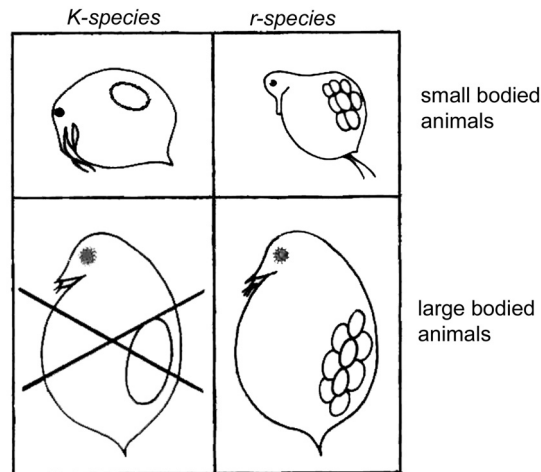 K-species
r-species
small bodied
animals
large bodied
animals